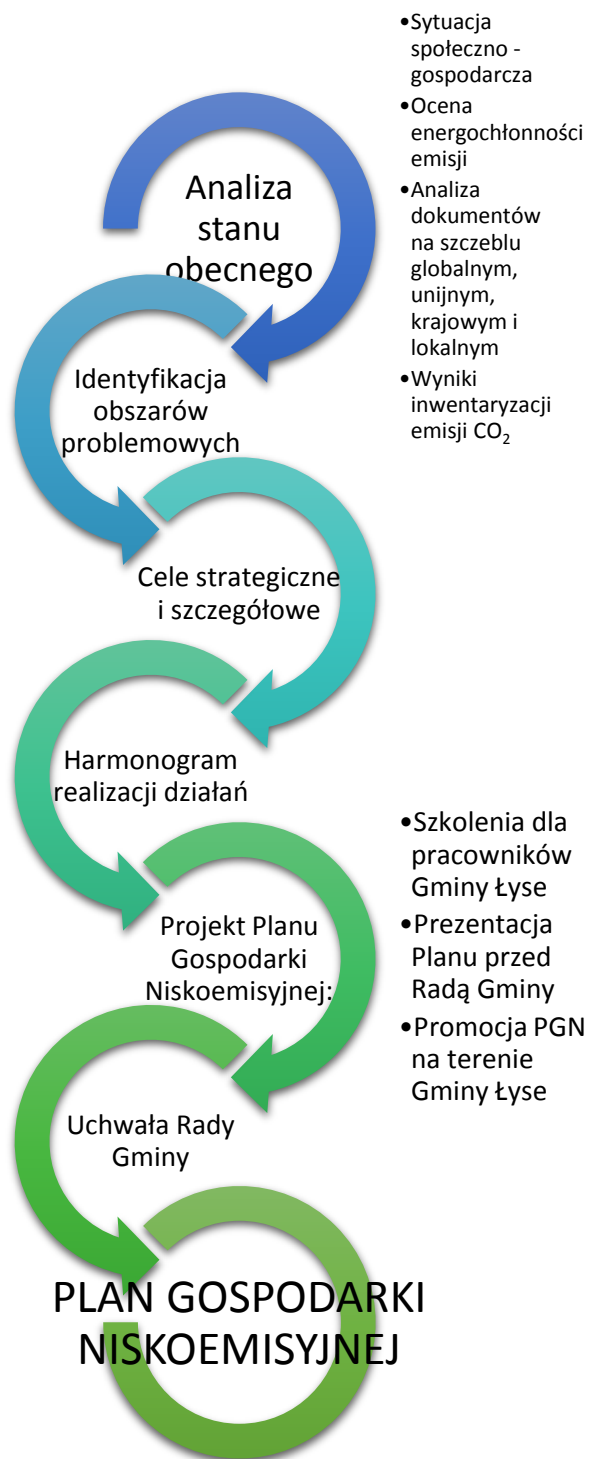 Analiza
stanu
obecnego
•Sytuacja
społeczno -
gospodarcza
•Ocena
energochłonności
emisji
•Analiza
dokumentów
na szczeblu
globalnym,
unijnym,
krajowym i
lokalnym
•Wyniki
inwentaryzacji
emisji CO₂
Identyfikacja
obszarów
problemowych
Cele strategiczne
i szczegółowe
Harmonogram
realizacji działań
Projekt Planu
Gospodarki
Niskoemisyjnej:
•Szkolenia dla
pracowników
Gminy Łyse
•Prezentacja
Planu przed
Radą Gminy
•Promocja PGN
na terenie
Gminy Łyse
Uchwała Rady
Gminy
PLAN GOSPODARKI
NISKOEMISYJNEJ